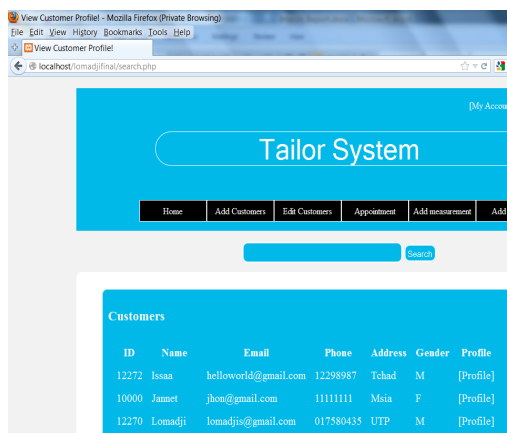 View Customer Profile! - Mozilla Firefox (Private Browsing)
File Edit View History Bookmarks Tools Help
View Customer Profile!
localhost/lomadjifinal/search.php
[My Accou
Tailor System
Home Add Customers Edit Customers Appointment Add measurement Add
Search
Customers
ID Name Email Phone Address Gender Profile
12272 Issaa helloworld@gmail.com 12298987 Tchad M [Profile]
10000 Jannet jhon@gmail.com 11111111 Msia F [Profile]
12270 Lomadji lomadjis@gmail.com 017580435 UTP M [Profile]